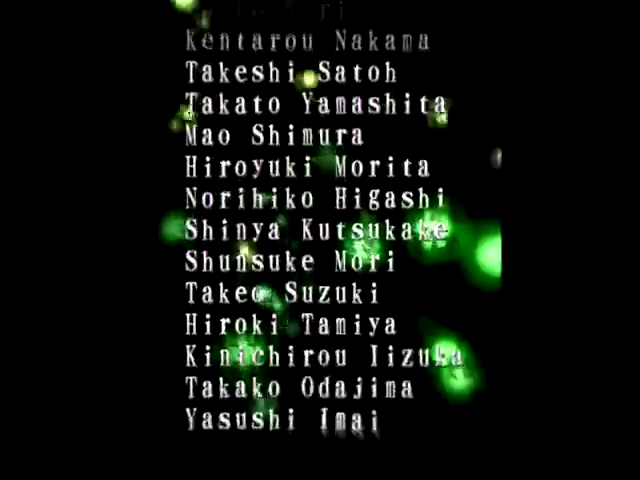 Kentarou Nakama
Takeshi Satoh
Takato Yamashita
Mao Shimura
Hiroyuki Morita
Norihiko Higashi
Shinya Kutsukake
Shunsuke Mori
Takeo Suzuki
Hiroki Tamiya
Kinichirou Iizuka
Takako Odajima
Yasushi Imai